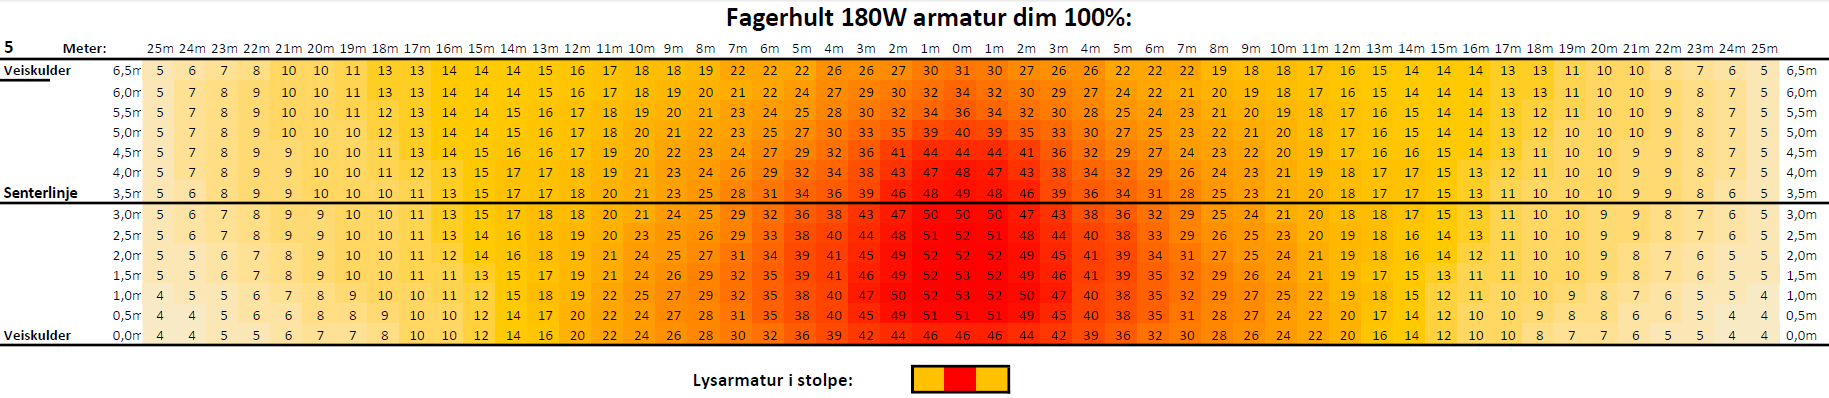 Fagerhult 180W armatur dim 100%:
5 Meter: 25m 24m 23m 22m 21m 20m 19m 18m 17m 16m 15m 14m 13m 12m 11m 10m 9m 8m 7m 6m 5m 4m 3m 2m 1m 0m 1m 2m 3m 4m 5m 6m 7m 8m 9m 10m 11m 12m 13m 14m 15m 16m 17m 18m 19m 20m 21m 22m 23m 24m 25m
Veiskulder 6,5m 5 6 7 8 10 10 11 13 13 14 14 14 15 16 17 18 18 19 22 22 22 26 26 27 30 31 30 27 26 26 22 22 22 19 18 18 17 16 15 14 14 14 13 13 11 10 10 8 7 6 5 6,5m
6,0m 5 7 8 9 10 10 11 13 13 14 14 14 15 16 17 18 19 20 21 22 24 27 29 30 32 34 32 30 29 27 24 22 21 20 19 18 17 16 15 14 14 14 13 13 11 10 10 9 8 7 5 6,0m
5,5m 5 7 8 9 10 10 11 12 13 14 14 15 16 17 18 19 20 21 23 24 25 28 30 32 34 36 34 32 30 28 25 24 23 21 20 19 18 17 16 15 14 14 13 12 11 10 10 9 8 7 5 5,5m
5,0m 5 7 8 9 10 10 10 12 13 14 14 15 16 17 18 20 21 22 23 25 27 30 33 35 39 40 39 35 33 30 27 25 23 22 21 20 18 17 16 15 14 14 13 12 10 10 10 9 8 7 5 5,0m
4,5m 5 7 8 9 9 10 10 11 13 14 15 16 16 17 19 20 22 23 24 27 29 32 36 41 44 44 44 41 36 32 29 27 24 23 22 20 19 17 16 16 15 14 13 11 10 10 9 9 8 7 5 4,5m
4,0m 5 7 8 9 9 10 10 11 12 13 15 17 17 18 19 21 23 24 26 29 32 34 38 43 47 48 47 43 38 34 32 29 26 24 23 21 19 18 17 17 15 13 12 11 10 10 9 9 8 7 5 4,0m
Senterlinje 3,5m 5 6 8 9 9 10 10 10 11 13 15 17 17 18 20 21 23 25 28 31 34 36 39 46 48 49 48 46 39 36 34 31 28 25 23 21 20 18 17 17 15 13 11 10 10 10 9 9 8 6 5 3,5m
3,0m 5 6 7 8 9 9 10 10 11 13 15 17 18 18 20 21 24 25 29 32 36 38 43 47 50 50 50 47 43 38 36 32 29 25 24 21 20 18 18 17 15 13 11 10 10 9 9 8 7 6 5 3,0m
2,5m 5 6 7 8 9 9 10 10 11 13 14 16 18 19 20 23 25 26 29 33 38 40 44 48 51 52 51 48 44 40 38 33 29 26 25 23 20 19 18 16 14 13 11 10 10 9 9 8 7 6 5 2,5m
2,0m 5 5 6 7 8 9 10 10 11 12 14 16 18 19 21 24 25 27 31 34 39 41 45 49 52 52 52 49 45 41 39 34 31 27 25 24 21 19 18 16 14 12 11 10 10 9 8 7 6 5 5 2,0m
1,5m 5 5 6 7 8 9 10 10 11 11 13 15 17 19 21 24 26 29 32 35 39 41 46 49 52 53 52 49 46 41 39 35 32 29 26 24 21 19 17 15 13 11 11 10 10 9 8 7 6 5 5 1,5m
1,0m 4 5 5 6 7 8 9 10 10 11 12 15 18 19 22 25 27 29 32 35 38 40 47 50 52 53 52 50 47 40 38 35 32 29 27 25 22 19 18 15 12 11 10 10 9 8 7 6 5 5 4 1,0m
0,5m 4 4 5 6 6 8 8 9 10 10 12 14 17 20 22 24 27 28 31 35 38 40 45 49 51 51 51 49 45 40 38 35 31 28 27 24 22 20 17 14 12 10 10 9 8 8 6 6 5 4 4 0,5m
Veiskulder 0,0m 4 4 5 5 6 7 7 8 10 10 12 14 16 20 22 24 26 28 30 32 36 39 42 44 46 46 46 44 42 39 36 32 30 28 26 24 22 20 16 14 12 10 10 8 7 7 6 5 5 4 4 0,0m
Lysarmatur i stolpe: